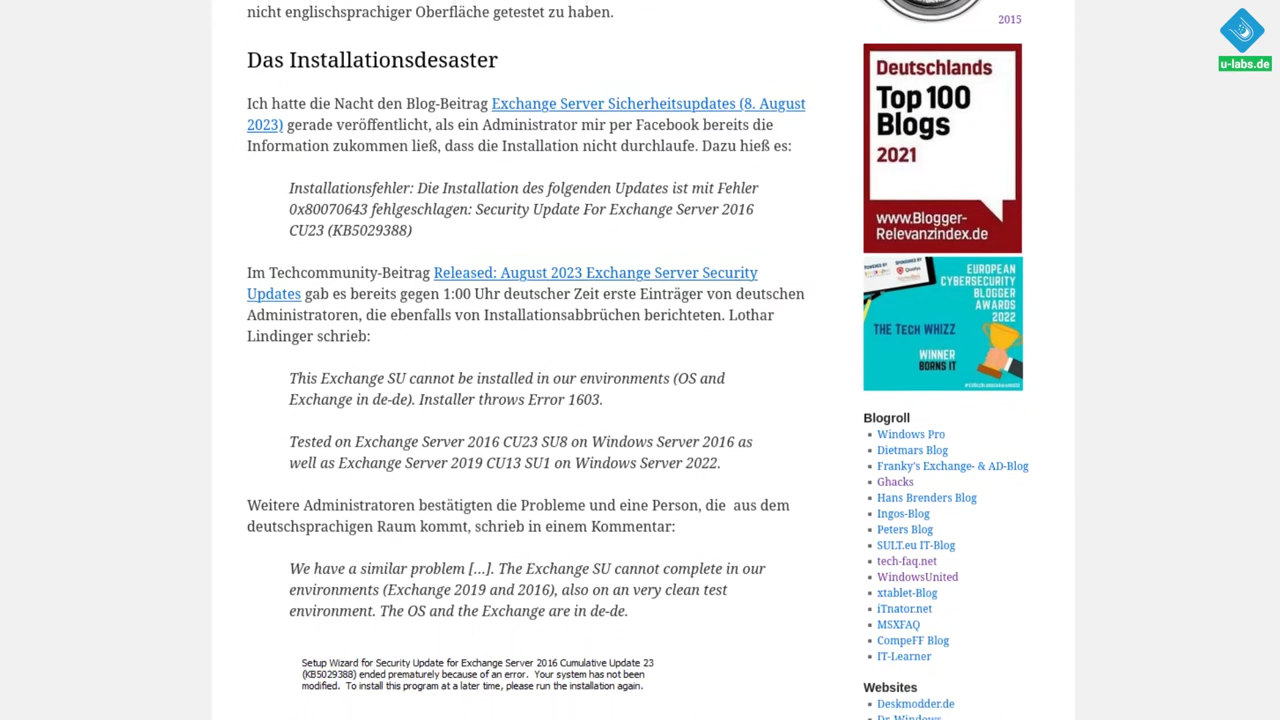 nicht englischsprachiger Oberfläche getestet zu haben.
Das Installationsdesaster
Ich hatte die Nacht den Blog-Beitrag Exchange Server Sicherheitsupdates (8. August
2023) gerade veröffentlicht, als ein Administrator mir per Facebook bereits die
Information zukommen ließ, dass die Installation nicht durchlaufe. Dazu hieß es:
Installationsfehler: Die Installation des folgenden Updates ist mit Fehler
0x80070643 fehlgeschlagen: Security Update For Exchange Server 2016
CU23 (KB5029388)
Im Techcommunity-Beitrag Released: August 2023 Exchange Server Security
Updates gab es bereits gegen 1:00 Uhr deutscher Zeit erste Einträger von deutschen
Administratoren, die ebenfalls von Installationsabbrüchen berichteten. Lothar
Lindinger schrieb:
This Exchange SU cannot be installed in our environments (OS and
Exchange in de-de). Installer throws Error 1603.
Tested on Exchange Server 2016 CU23 SU8 on Windows Server 2016 as
well as Exchange Server 2019 CU13 SU1 on Windows Server 2022.
Weitere Administratoren bestätigten die Probleme und eine Person, die aus dem
deutschsprachigen Raum kommt, schrieb in einem Kommentar:
We have a similar problem [...]. The Exchange SU cannot complete in our
environments (Exchange 2019 and 2016), also on an very clean test
environment. The OS and the Exchange are in de-de.
Setup Wizard for Security Update for Exchange Server 2016 Cumulative Update 23
(KB5029388) ended prematurely because of an error. Your system has not been
modified. To install this program at a later time, please run the installation again.
2015
Deutschlands
Top 100
Blogs
2021
www.Blogger-
Relevanzindex.de
EUROPEAN
CYBERSECURITY
BLOGGER
AWARDS
2022
THE TECH WHIZZ
WINNER
BORNS IT
Blogroll
Windows Pro
Dietmars Blog
Franky's Exchange- & AD-Blog
Ghacks
Hans Brenders Blog
Ingos-Blog
Peters Blog
SULT.eu IT-Blog
tech-faq.net
WindowsUnited
xtablet-Blog
iTnator.net
MSXFAQ
CompeFF Blog
IT-Learner
Websites
Deskmodder.de
Dr. Windows
u-labs.de